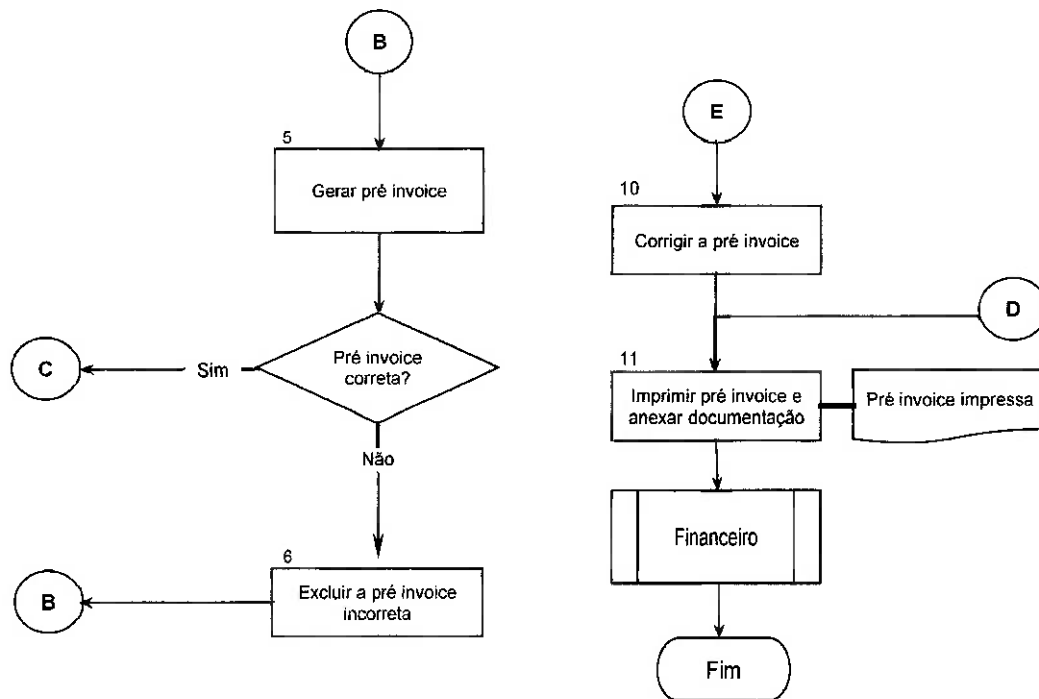 B
5
Gerar pré invoice
Pré invoice
correta?
Sim
C
Não
6
Excluir a pré invoice
incorreta
B
E
10
Corrigir a pré invoice
D
11
Imprimir pré invoice e
anexar documentação
Pré invoice impressa
Financeiro
Fim